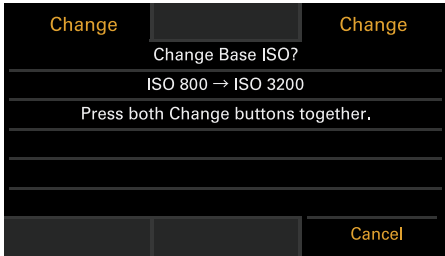 Change Change
Change Base ISO?
ISO 800 → ISO 3200
Press both Change buttons together.
Cancel